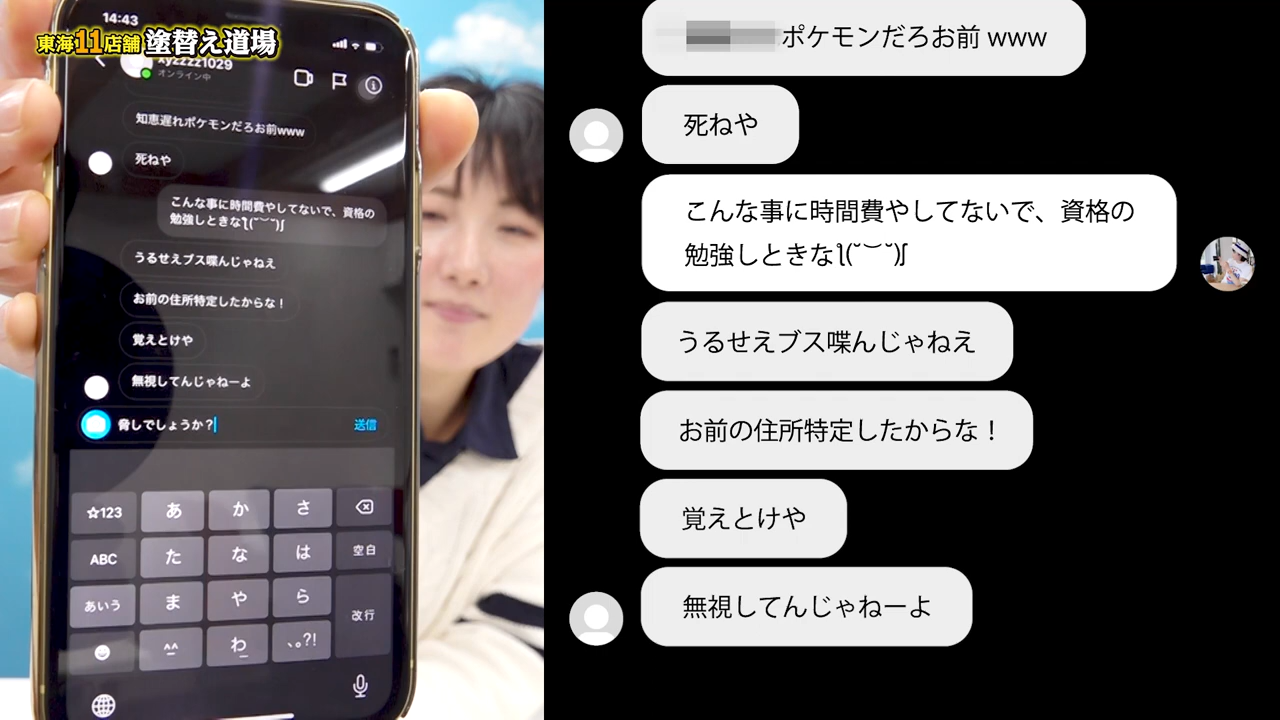 14:43
東海11店舗 塗替え道場
xyzzzz1029
オンライン中
知恵遅れポケモンだろお前www
死ねや
こんな事に時間費やしてないで、資格の
勉強しときなƪ(˘⌣˘)ʃ
うるせえブス喋んじゃねえ
お前の住所特定したからな！
覚えとけや
無視してんじゃねーよ
脅しでしょうか？
送信
☆123
あ
か
さ
ABC
た
な
は
空白
あいう
ま
や
ら
改行
^^
わ_
､｡?!
ポケモンだろお前 www
死ねや
こんな事に時間費やしてないで、資格の
勉強しときなƪ(˘⌣˘)ʃ
うるせえブス喋んじゃねえ
お前の住所特定したからな！
覚えとけや
無視してんじゃねーよ